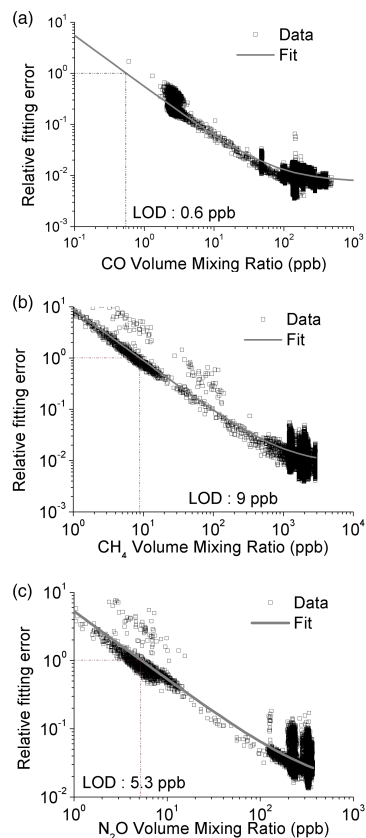 (a)
10¹
10⁰
10⁻¹
10⁻²
10⁻³
Relative fitting error
Data
Fit
LOD : 0.6 ppb
10⁻¹ 10⁰ 10¹ 10² 10³
CO Volume Mixing Ratio (ppb)
(b)
10¹
10⁰
10⁻¹
10⁻²
10⁻³
Relative fitting error
Data
Fit
LOD : 9 ppb
10⁰ 10¹ 10² 10³ 10⁴
CH₄ Volume Mixing Ratio (ppb)
(c)
10¹
10⁰
10⁻¹
10⁻²
Relative fitting error
Data
Fit
LOD : 5.3 ppb
10⁰ 10¹ 10² 10³
N₂O Volume Mixing Ratio (ppb)